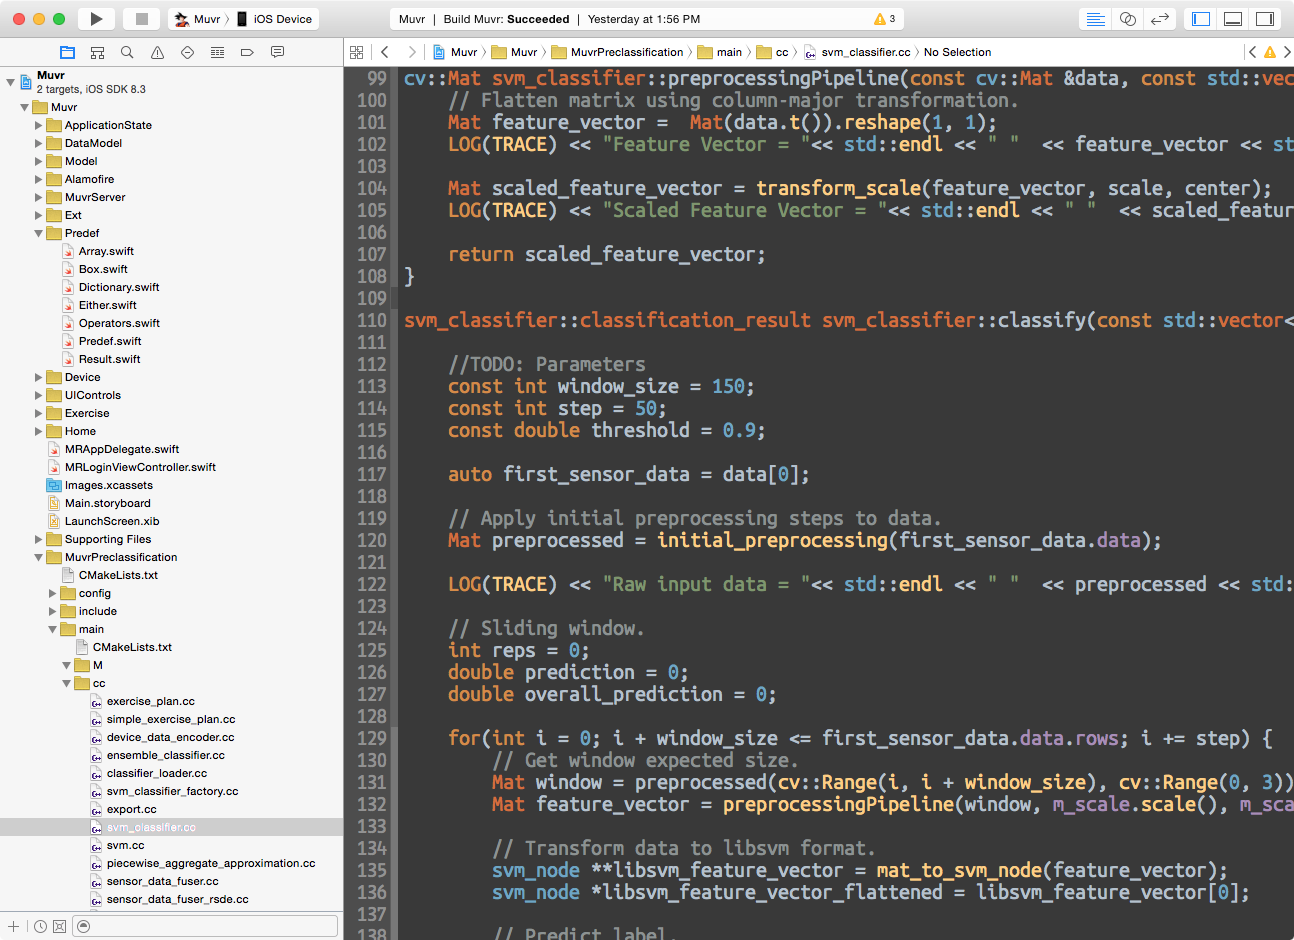 Muvr
iOS Device
Muvr | Build Muvr: Succeeded | Yesterday at 1:56 PM
3
Muvr
Muvr
MuvrPreclassification
main
cc
svm_classifier.cc
No Selection
Muvr
2 targets, iOS SDK 8.3
Muvr
ApplicationState
DataModel
Model
Alamofire
MuvrServer
Ext
Predef
Array.swift
Box.swift
Dictionary.swift
Either.swift
Operators.swift
Predef.swift
Result.swift
Device
UIControls
Exercise
Home
MRAppDelegate.swift
MRLoginViewController.swift
Images.xcassets
Main.storyboard
LaunchScreen.xib
Supporting Files
MuvrPreclassification
CMakeLists.txt
config
include
main
CMakeLists.txt
M
cc
exercise_plan.cc
simple_exercise_plan.cc
device_data_encoder.cc
ensemble_classifier.cc
classifier_loader.cc
svm_classifier_factory.cc
export.cc
svm_classifier.cc
svm.cc
piecewise_aggregate_approximation.cc
sensor_data_fuser.cc
sensor_data_fuser_rsde.cc
99 cv::Mat svm_classifier::preprocessingPipeline(const cv::Mat &data, const std::vec
100 // Flatten matrix using column-major transformation.
101 Mat feature_vector =  Mat(data.t()).reshape(1, 1);
102 LOG(TRACE) << "Feature Vector = "<< std::endl << " "  << feature_vector << st
103
104 Mat scaled_feature_vector = transform_scale(feature_vector, scale, center);
105 LOG(TRACE) << "Scaled Feature Vector = "<< std::endl << " "  << scaled_featur
106
107 return scaled_feature_vector;
108 }
109
110 svm_classifier::classification_result svm_classifier::classify(const std::vector<
111
112 //TODO: Parameters
113 const int window_size = 150;
114 const int step = 50;
115 const double threshold = 0.9;
116
117 auto first_sensor_data = data[0];
118
119 // Apply initial preprocessing steps to data.
120 Mat preprocessed = initial_preprocessing(first_sensor_data.data);
121
122 LOG(TRACE) << "Raw input data = "<< std::endl << " "  << preprocessed << std:
123
124 // Sliding window.
125 int reps = 0;
126 double prediction = 0;
127 double overall_prediction = 0;
128
129 for(int i = 0; i + window_size <= first_sensor_data.data.rows; i += step) {
130 // Get window expected size.
131 Mat window = preprocessed(cv::Range(i, i + window_size), cv::Range(0, 3))
132 Mat feature_vector = preprocessingPipeline(window, m_scale.scale(), m_sca
133
134 // Transform data to libsvm format.
135 svm_node **libsvm_feature_vector = mat_to_svm_node(feature_vector);
136 svm_node *libsvm_feature_vector_flattened = libsvm_feature_vector[0];
137
138 // Predict label.